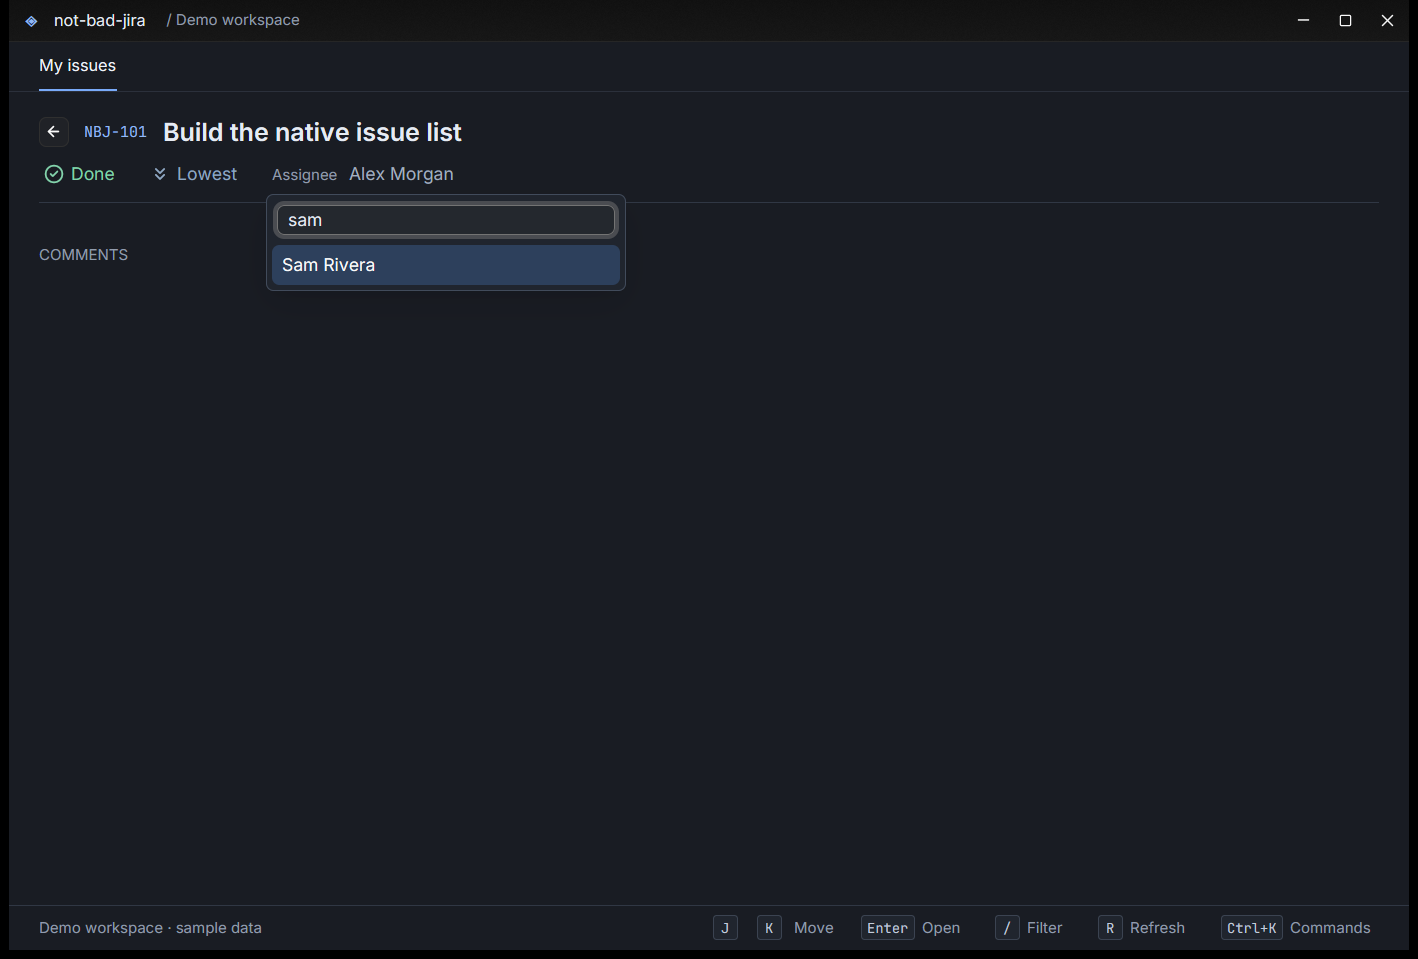 not-bad-jira / Demo workspace
My issues
NBJ-101 Build the native issue list
Done Lowest Assignee Alex Morgan
sam
Sam Rivera
COMMENTS
Demo workspace · sample data J K Move Enter Open / Filter R Refresh Ctrl+K Commands